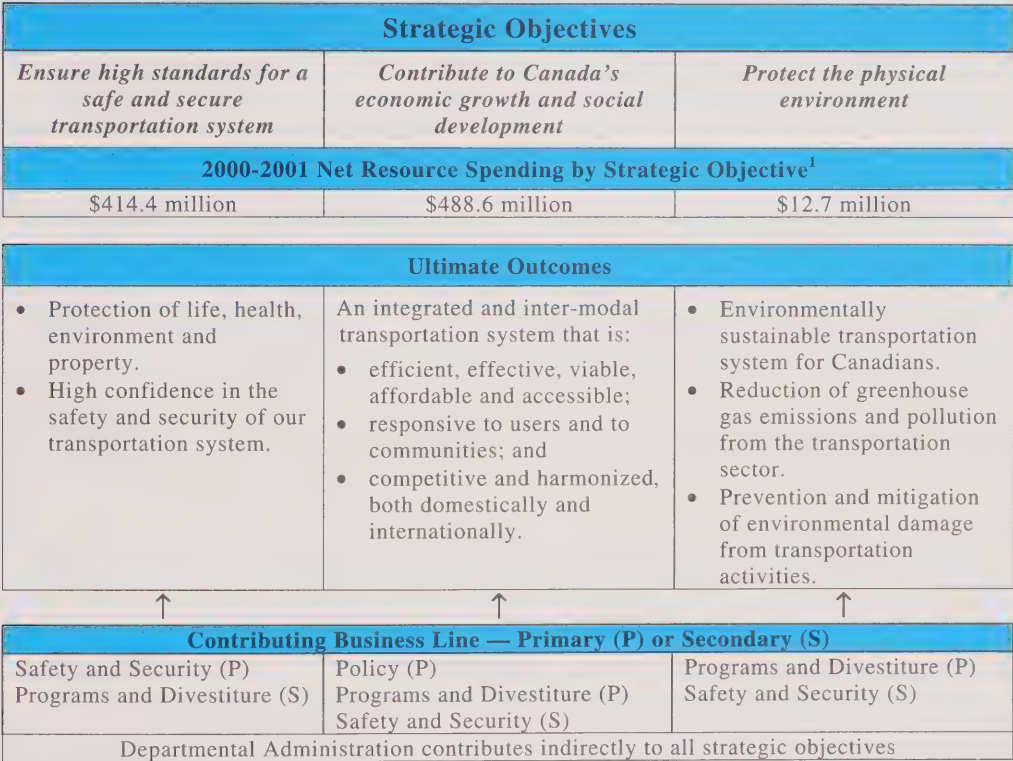 Strategic Objectives
Ensure high standards for a
safe and secure
transportation system
Contribute to Canada's
economic growth and social
development
Protect the physical
environment
2000-2001 Net Resource Spending by Strategic Objective¹
$414.4 million
$488.6 million
$12.7 million
Ultimate Outcomes
• Protection of life, health,
environment and
property.
• High confidence in the
safety and security of our
transportation system.
An integrated and inter-modal
transportation system that is:
• efficient, effective, viable,
affordable and accessible;
• responsive to users and to
communities; and
• competitive and harmonized,
both domestically and
internationally.
• Environmentally
sustainable transportation
system for Canadians.
• Reduction of greenhouse
gas emissions and pollution
from the transportation
sector.
• Prevention and mitigation
of environmental damage
from transportation
activities.
↑ ↑ ↑
Contributing Business Line — Primary (P) or Secondary (S)
Safety and Security (P)
Programs and Divestiture (S)
Policy (P)
Programs and Divestiture (P)
Safety and Security (S)
Programs and Divestiture (P)
Safety and Security (S)
Departmental Administration contributes indirectly to all strategic objectives